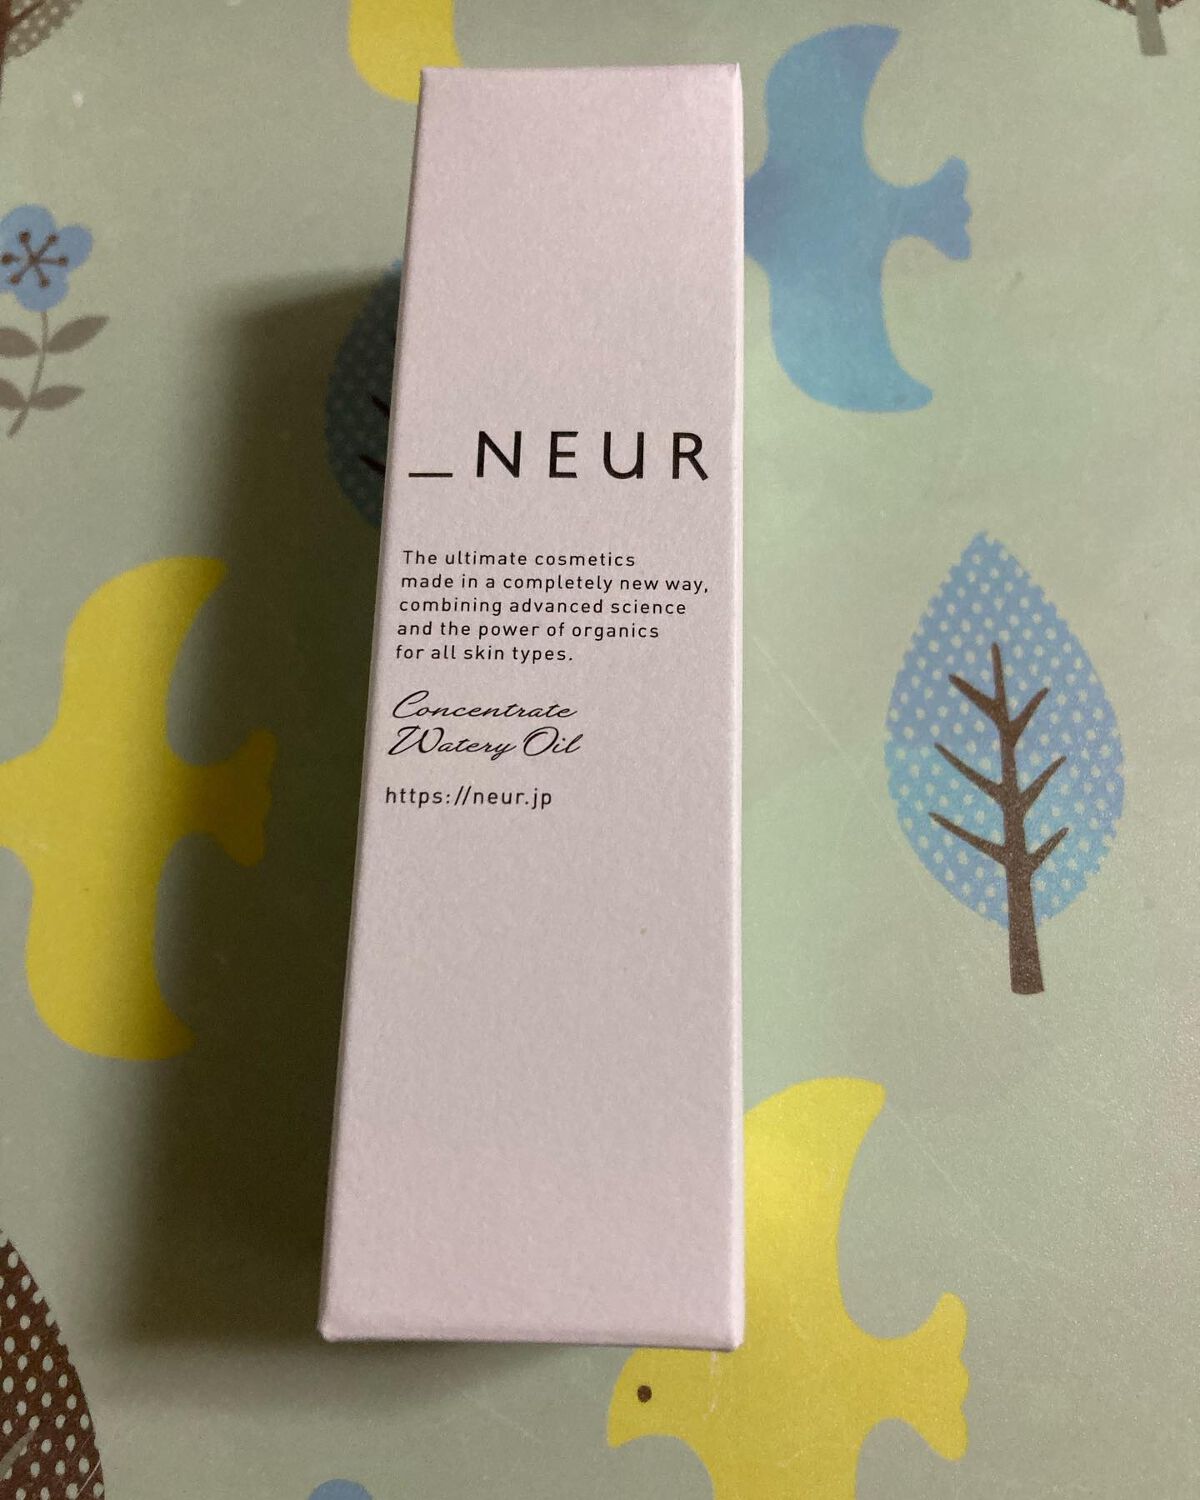 _NEUR
The ultimate cosmetics
made in a completely new way,
combining advanced science
and the power of organics
for all skin types.
Concentrate
Watery Oil
https://neur.jp